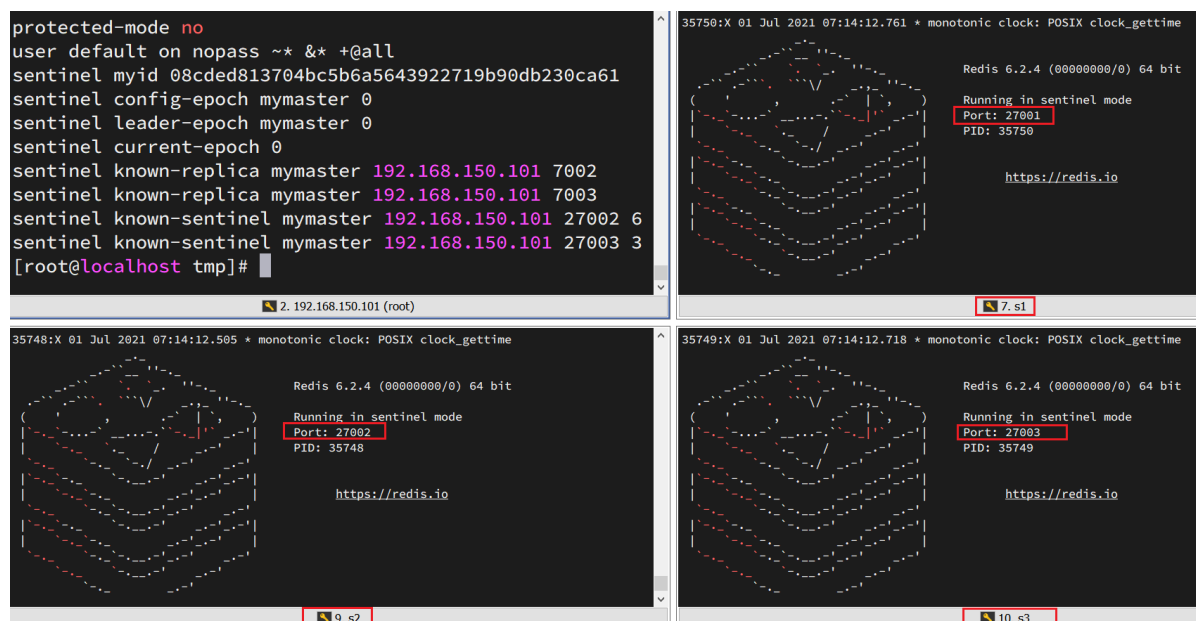 protected-mode no
user default on nopass ~* &* +@all
sentinel myid 08cded813704bc5b6a5643922719b90db230ca61
sentinel config-epoch mymaster 0
sentinel leader-epoch mymaster 0
sentinel current-epoch 0
sentinel known-replica mymaster 192.168.150.101 7002
sentinel known-replica mymaster 192.168.150.101 7003
sentinel known-sentinel mymaster 192.168.150.101 27002 6
sentinel known-sentinel mymaster 192.168.150.101 27003 3
[root@localhost tmp]#
2. 192.168.150.101 (root)
35750:X 01 Jul 2021 07:14:12.761 * monotonic clock: POSIX clock_gettime
Redis 6.2.4 (00000000/0) 64 bit
Running in sentinel mode
Port: 27001
PID: 35750
https://redis.io
7. s1
35748:X 01 Jul 2021 07:14:12.505 * monotonic clock: POSIX clock_gettime
Redis 6.2.4 (00000000/0) 64 bit
Running in sentinel mode
Port: 27002
PID: 35748
https://redis.io
9. s2
35749:X 01 Jul 2021 07:14:12.718 * monotonic clock: POSIX clock_gettime
Redis 6.2.4 (00000000/0) 64 bit
Running in sentinel mode
Port: 27003
PID: 35749
https://redis.io
10. s3